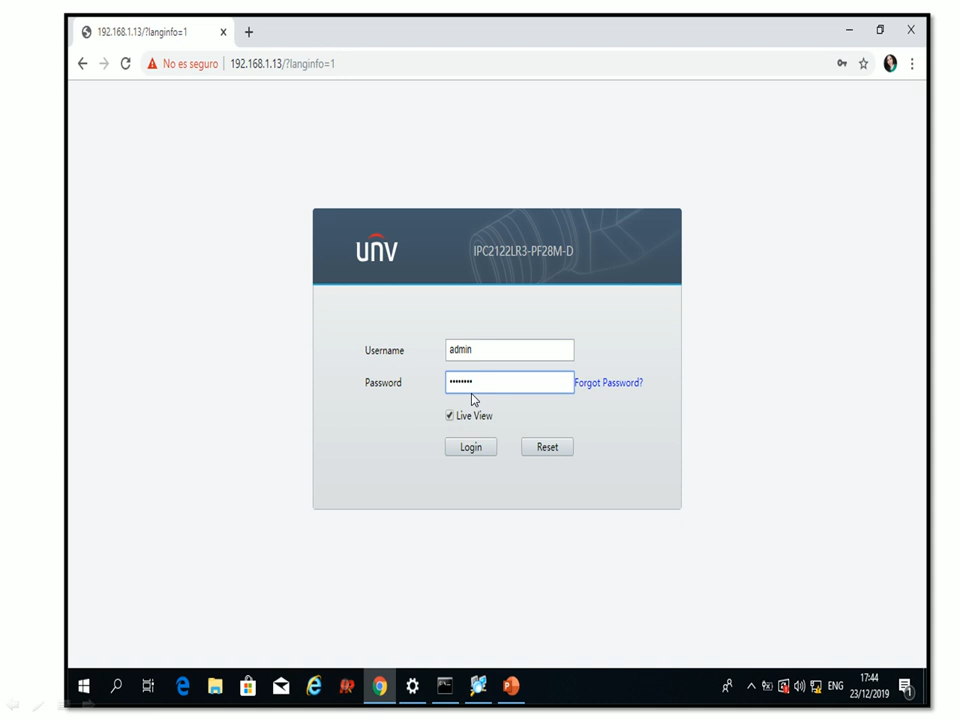 192.168.1.13/?langinfo=1
No es seguro
192.168.1.13/?langinfo=1
unv
IPC2122LR3-PF28M-D
Username
admin
Password
••••••••
Forgot Password?
Live View
Login
Reset
ENG
17:44
23/12/2019
1